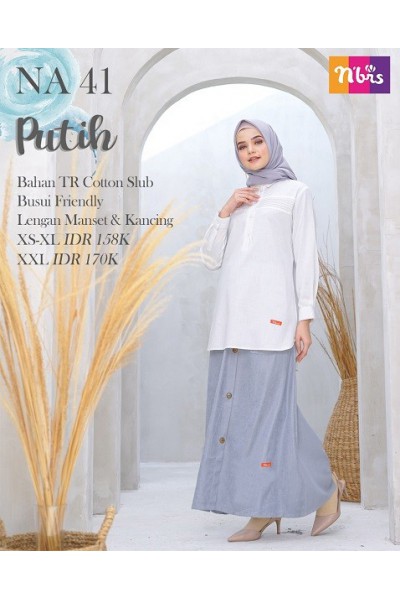 NA 41
Putih
Bahan TR Cotton Slub
Busui Friendly
Lengan Manset & Kancing
XS-XL IDR 158K
XXL IDR 170K
Nbrs